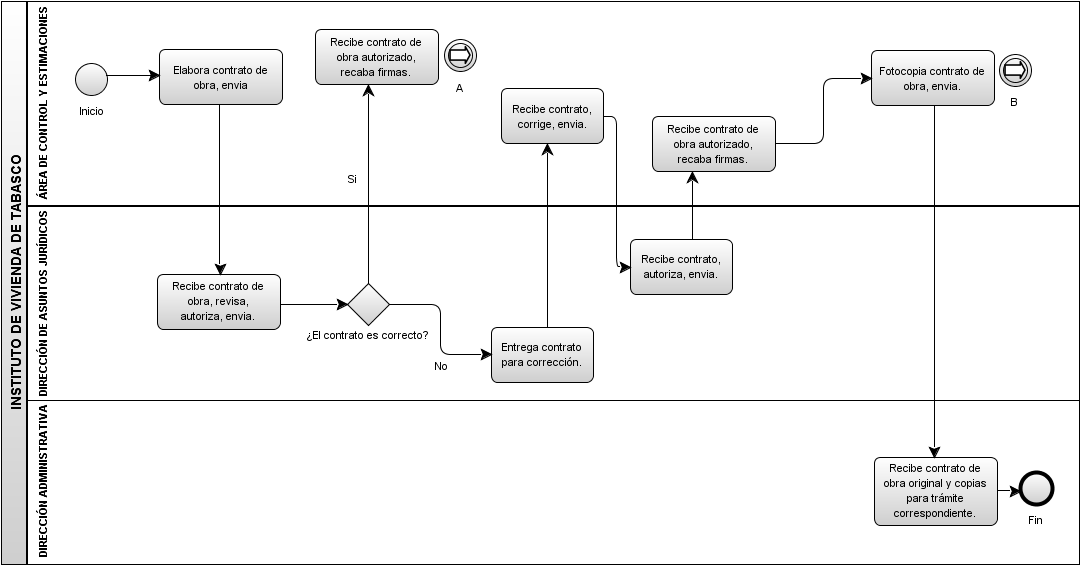 INSTITUTO DE VIVIENDA DE TABASCO
ÁREA DE CONTROL Y ESTIMACIONES
Inicio
Elabora contrato de
obra, envia
Recibe contrato de
obra autorizado,
recaba firmas.
A
Si
Recibe contrato,
corrige, envia.
Recibe contrato de
obra autorizado,
recaba firmas.
Fotocopia contrato de
obra, envia.
B
DIRECCIÓN DE ASUNTOS JURÍDICOS
Recibe contrato de
obra, revisa,
autoriza, envia.
¿El contrato es correcto?
No
Entrega contrato
para corrección.
Recibe contrato,
autoriza, envia.
DIRECCIÓN ADMINISTRATIVA
Recibe contrato de
obra original y copias
para trámite
correspondiente.
Fin